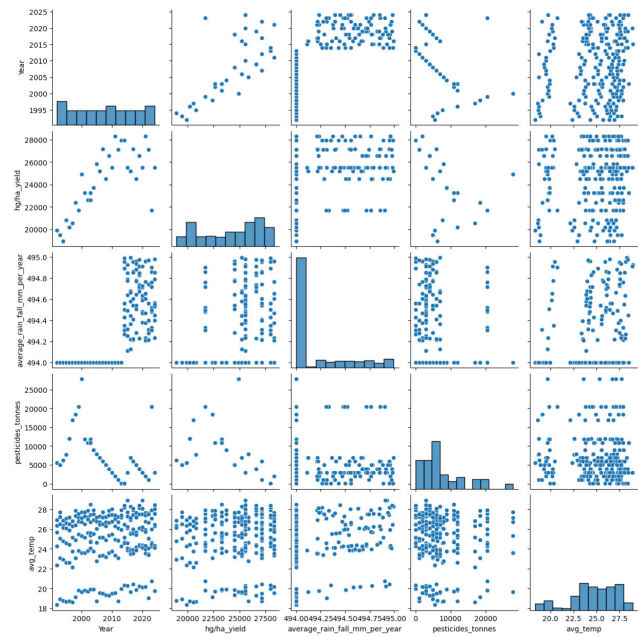 2025
2020
2015
2010
2005
2000
1995
Year
28000
26000
24000
22000
20000
hg/ha_yield
495.0
494.8
494.6
494.4
494.2
494.0
average_rain_fall_mm_per_year
25000
20000
15000
10000
5000
0
pesticides_tonnes
28
26
24
22
20
18
avg_temp
2000 2010 2020
Year
20000 22500 25000 27500
hg/ha_yield
494.00 494.25 494.50 494.75 495.00
average_rain_fall_mm_per_year
0 10000 20000
pesticides_tonnes
20.0 22.5 25.0 27.5
avg_temp